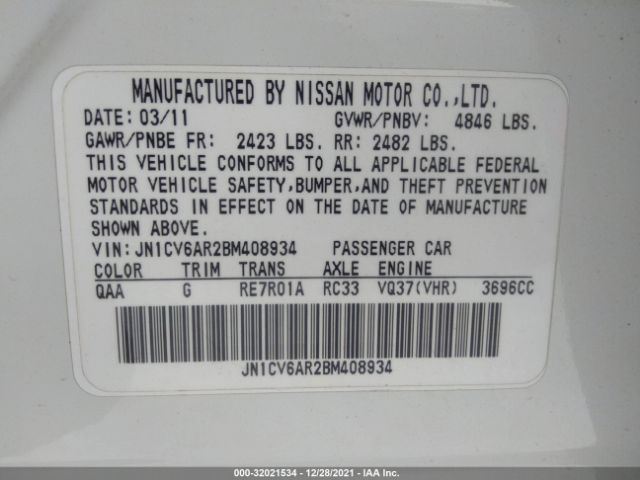 MANUFACTURED BY NISSAN MOTOR CO.,LTD.
DATE: 03/11 GVWR/PNBV: 4846 LBS.
GAWR/PNBE FR: 2423 LBS. RR: 2482 LBS.
THIS VEHICLE CONFORMS TO ALL APPLICABLE FEDERAL
MOTOR VEHICLE SAFETY,BUMPER,AND THEFT PREVENTION
STANDARDS IN EFFECT ON THE DATE OF MANUFACTURE
SHOWN ABOVE.
VIN:JN1CV6AR2BM408934 PASSENGER CAR
COLOR TRIM TRANS AXLE ENGINE
QAA G RE7R01A RC33 VQ37(VHR) 3696CC
JN1CV6AR2BM408934
000-32021534 - 12/28/2021 - IAA Inc.